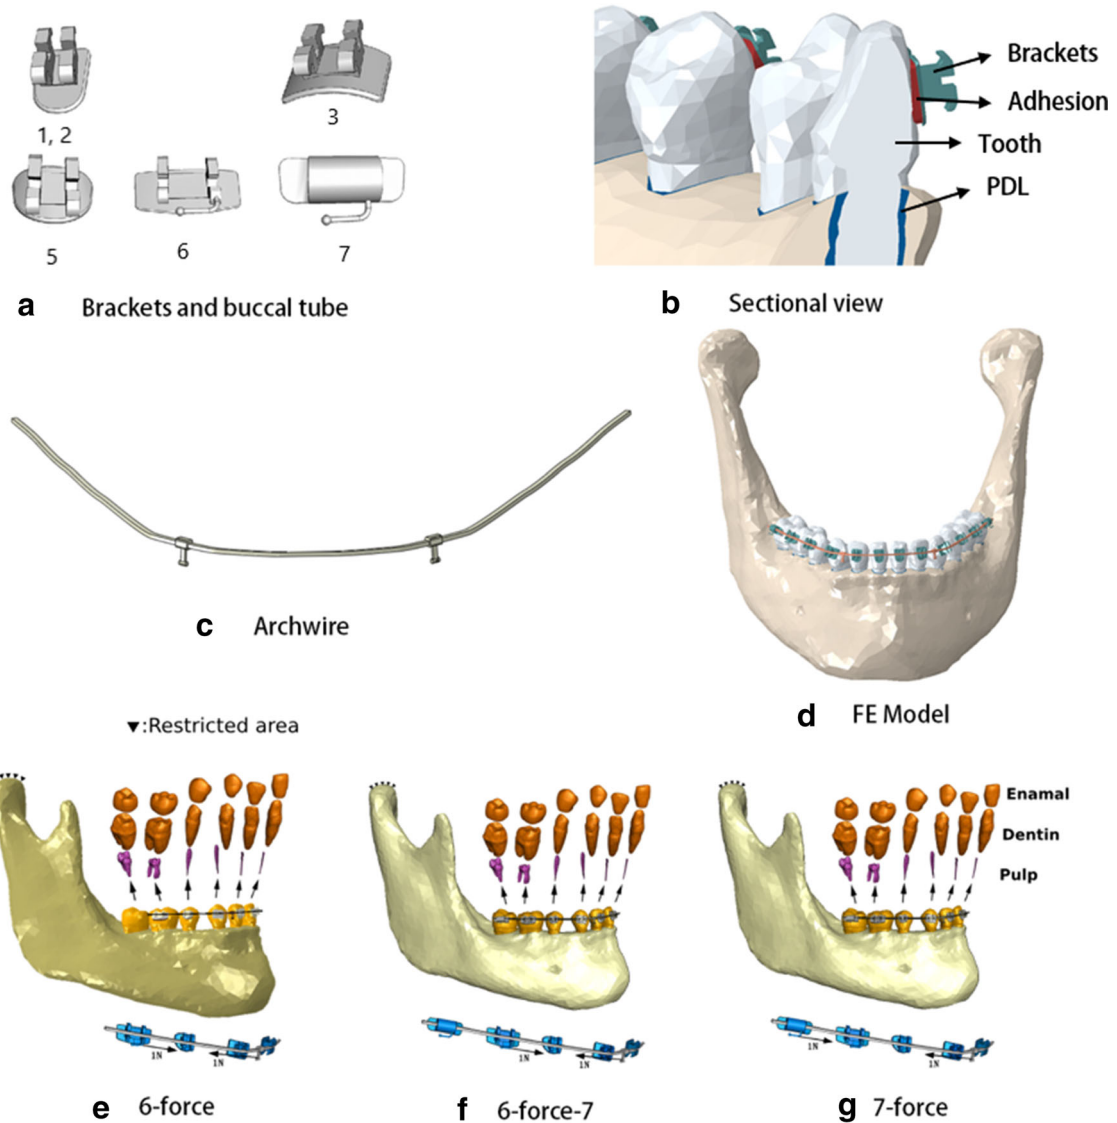 1, 2
3
5
6
7
a Brackets and buccal tube
Brackets
Adhesion
Tooth
PDL
b Sectional view
c Archwire
d FE Model
▼:Restricted area
Enamal
Dentin
Pulp
1N 1N
1N 1N
1N 1N
e 6-force
f 6-force-7
g 7-force